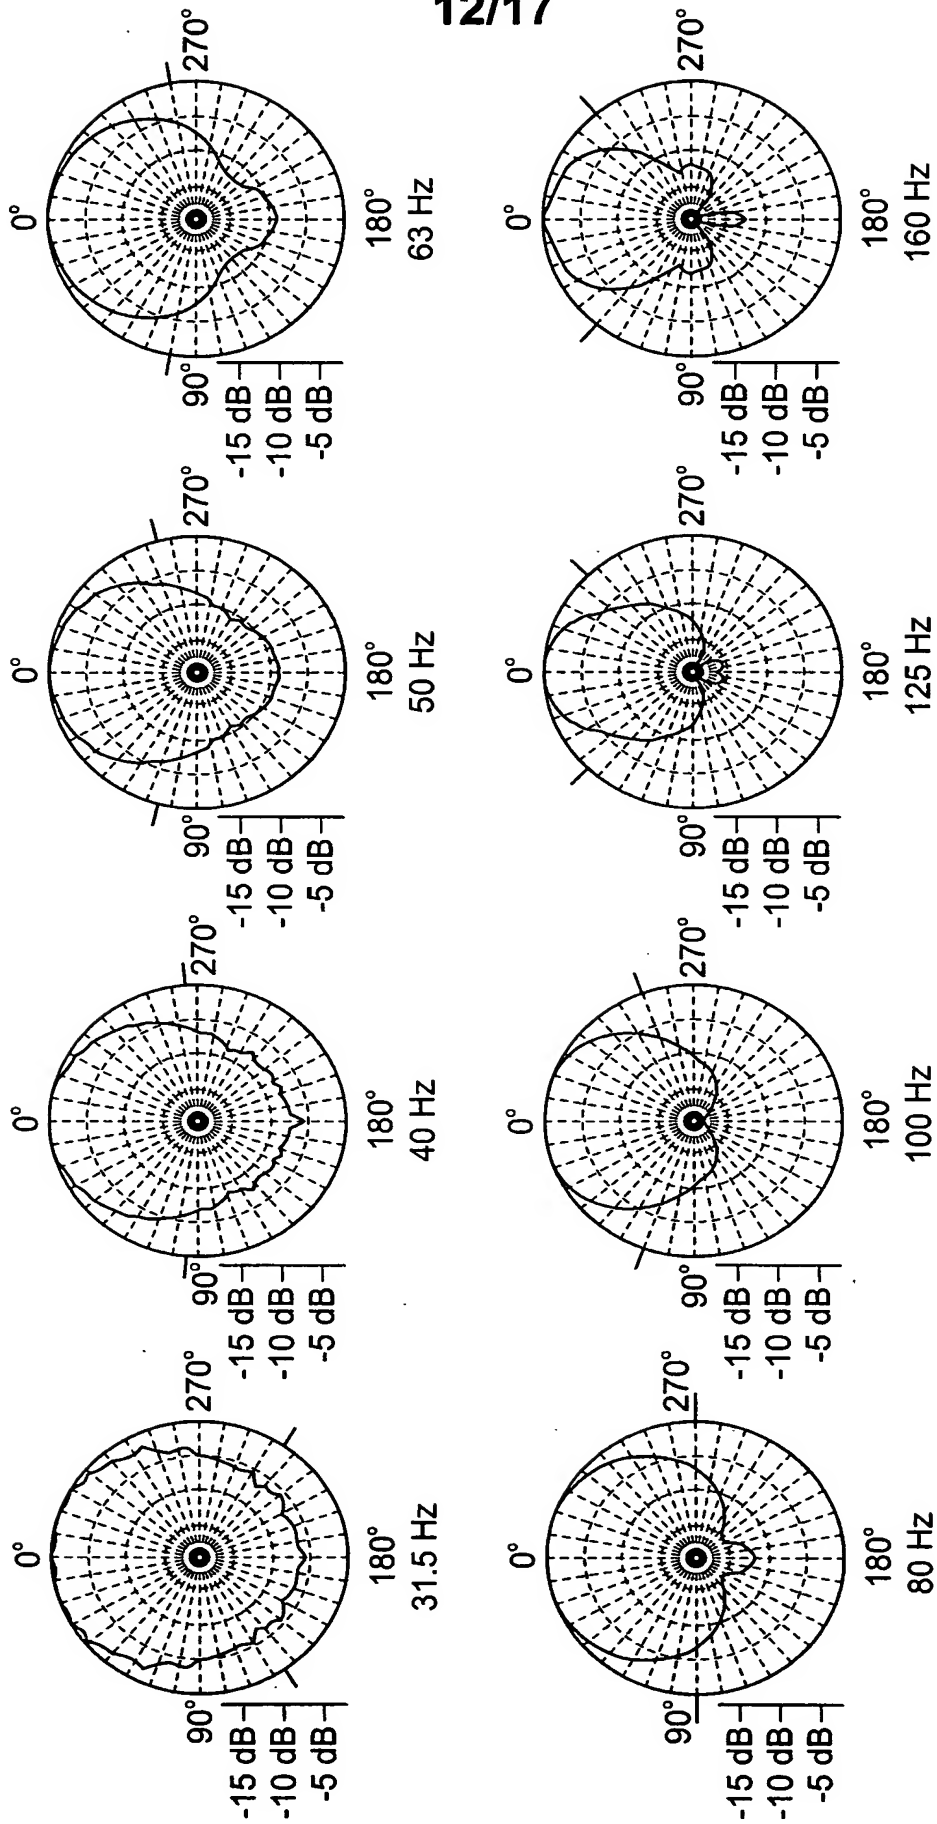 12/17
0°
90°
270°
-15 dB
-10 dB
-5 dB
180°
31.5 Hz
0°
90°
270°
-15 dB
-10 dB
-5 dB
180°
40 Hz
0°
90°
270°
-15 dB
-10 dB
-5 dB
180°
50 Hz
0°
90°
270°
-15 dB
-10 dB
-5 dB
180°
63 Hz
0°
90°
270°
-15 dB
-10 dB
-5 dB
180°
80 Hz
0°
90°
270°
-15 dB
-10 dB
-5 dB
180°
100 Hz
0°
90°
270°
-15 dB
-10 dB
-5 dB
180°
125 Hz
0°
90°
270°
-15 dB
-10 dB
-5 dB
180°
160 Hz